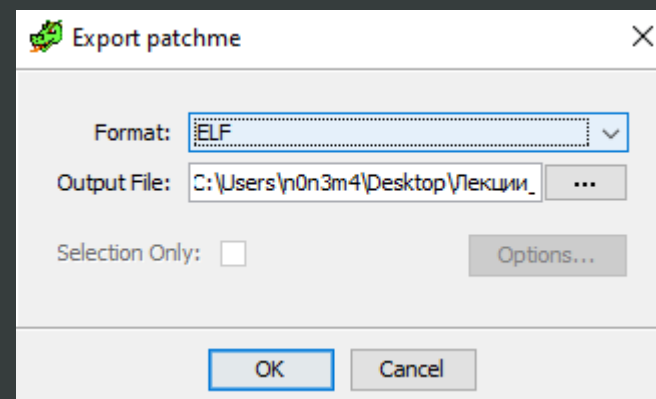 Export patchme
Format: ELF
Output File: C:\Users\n0n3m4\Desktop\Лекции_ ...
Selection Only: Options...
OK Cancel